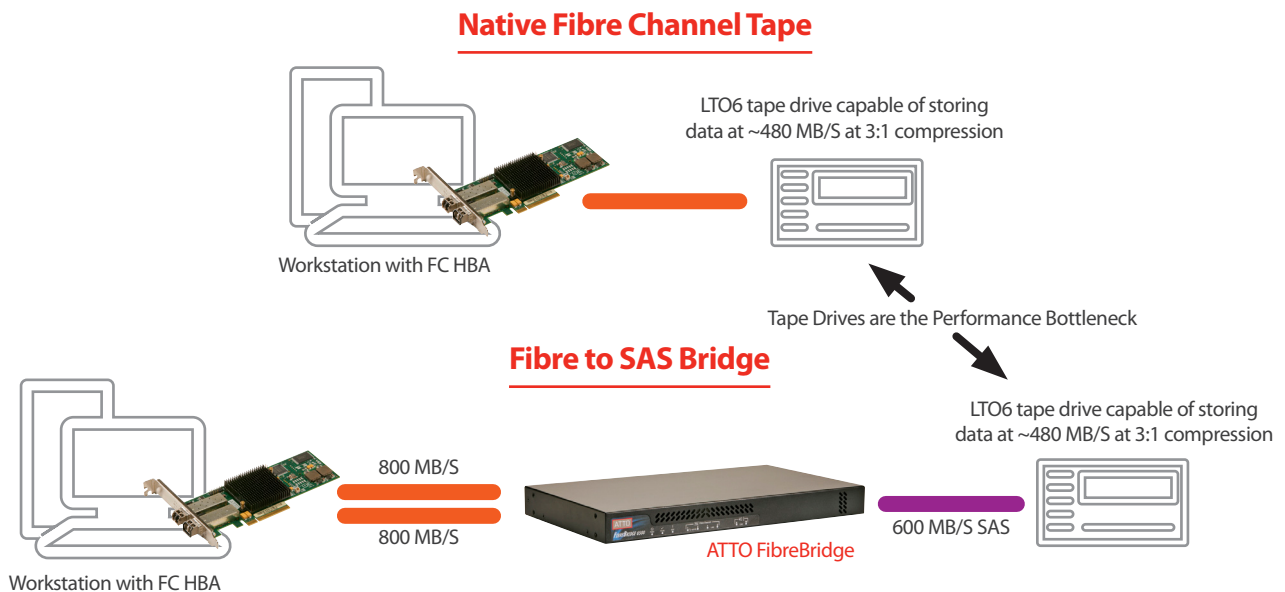 Native Fibre Channel Tape
LTO6 tape drive capable of storing
data at ~480 MB/S at 3:1 compression
Workstation with FC HBA
Tape Drives are the Performance Bottleneck
Fibre to SAS Bridge
LTO6 tape drive capable of storing
data at ~480 MB/S at 3:1 compression
800 MB/S
800 MB/S
ATTO
600 MB/S SAS
ATTO FibreBridge
Workstation with FC HBA